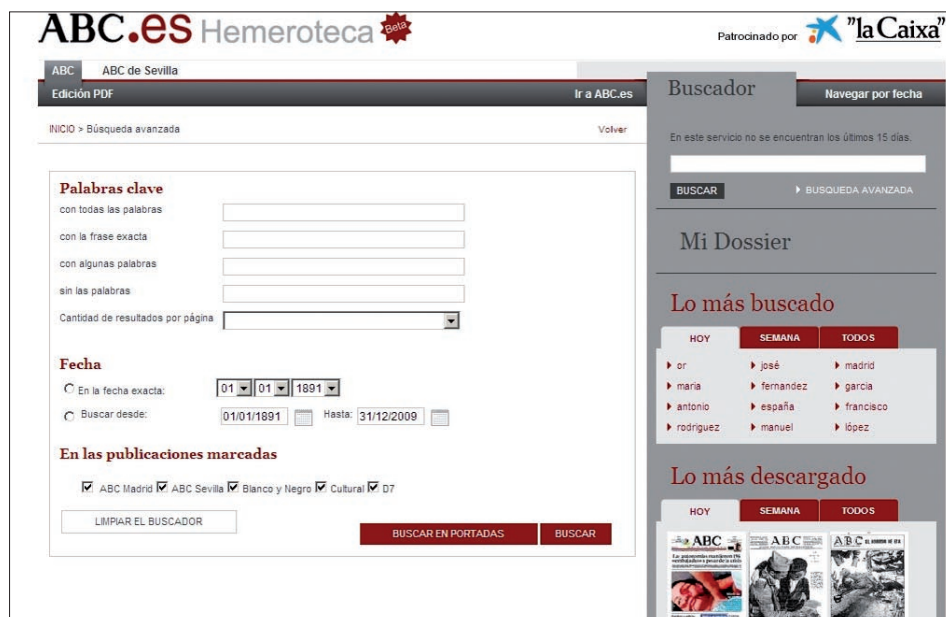 ABC.es Hemeroteca Beta
Patrocinado por "la Caixa"
ABC ABC de Sevilla
Edición PDF Ir a ABC.es
INICIO > Búsqueda avanzada Volver
Palabras clave
con todas las palabras
con la frase exacta
con algunas palabras
sin las palabras
Cantidad de resultados por página
Fecha
En la fecha exacta: 01 01 1891
Buscar desde: 01/01/1891 Hasta: 31/12/2009
En las publicaciones marcadas
ABC Madrid ABC Sevilla Blanco y Negro Cultural D7
LIMPIAR EL BUSCADOR
BUSCAR EN PORTADAS BUSCAR
Buscador Navegar por fecha
En este servicio no se encuentran los últimos 15 días.
BUSCAR BUSQUEDA AVANZADA
Mi Dossier
Lo más buscado
HOY SEMANA TODOS
or josé madrid
maria fernandez garcia
antonio españa francisco
rodriguez manuel lópez
Lo más descargado
HOY SEMANA TODOS
ABC ABC ABC